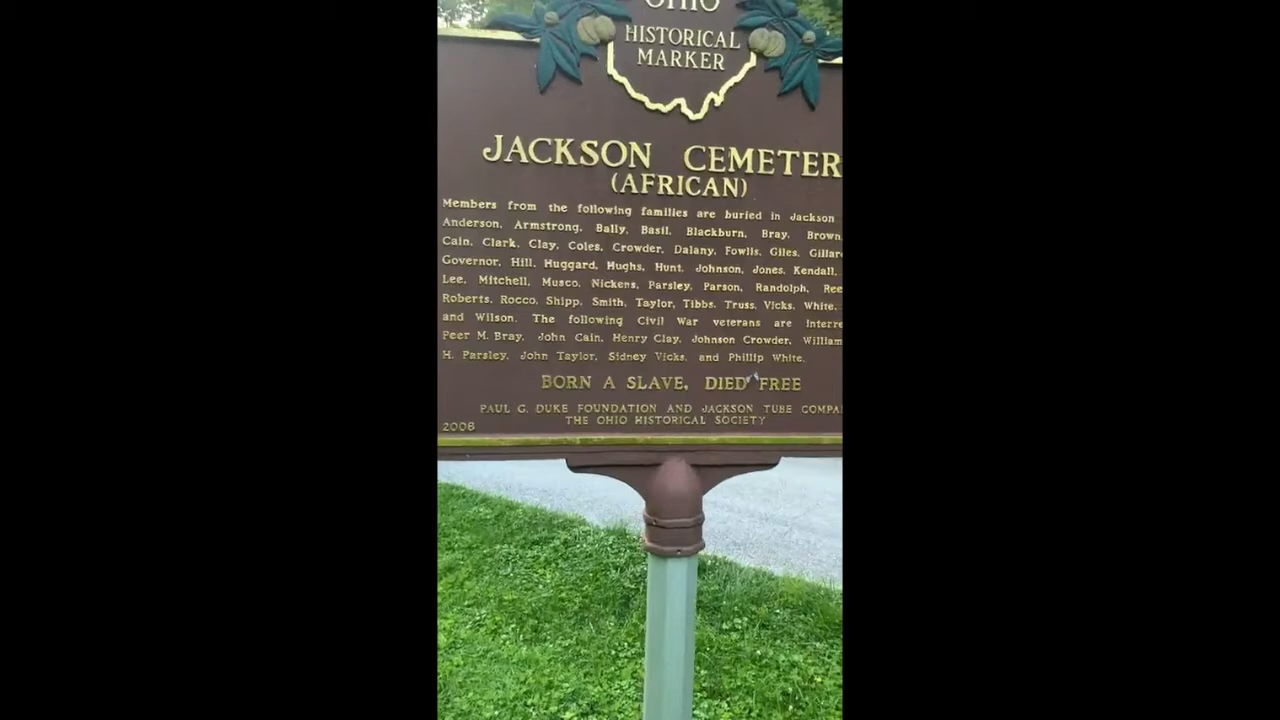 OHIO
HISTORICAL
MARKER
JACKSON CEMETER
(AFRICAN)
Members from the following families are buried in Jackson
Anderson, Armstrong, Bally, Basil, Blackburn, Bray, Brown,
Cain, Clark, Clay, Coles, Crowder, Dalany, Fowlis, Giles, Gillar
Governor, Hill, Huggard, Hughs, Hunt, Johnson, Jones, Kendall,
Lee, Mitchell, Musco, Nickens, Parsley, Parson, Randolph, Ree
Roberts, Rocco, Shipp, Smith, Taylor, Tibbs, Truss, Vicks, White,
and Wilson. The following Civil War veterans are interre
Peer M. Bray, John Cain, Henry Clay, Johnson Crowder, William
H. Parsley, John Taylor, Sidney Vicks, and Phillip White.
BORN A SLAVE, DIED FREE
PAUL G. DUKE FOUNDATION AND JACKSON TUBE COMPA
THE OHIO HISTORICAL SOCIETY
2008